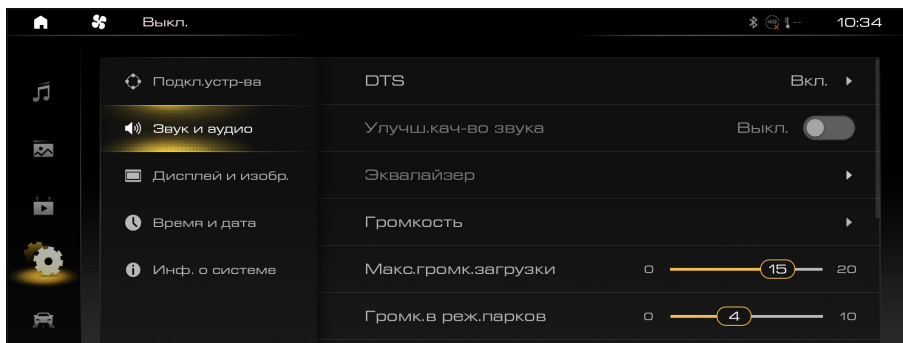 Выкл.
4G
--
10:34
Подкл.устр-ва
Звук и аудио
Дисплей и изобр.
Время и дата
Инф. о системе
DTS
Вкл.
Улучш.кач-во звука
Выкл.
Эквалайзер
Громкость
Макс.громк.загрузки
0
15
20
Громк.в реж.парков
0
4
10